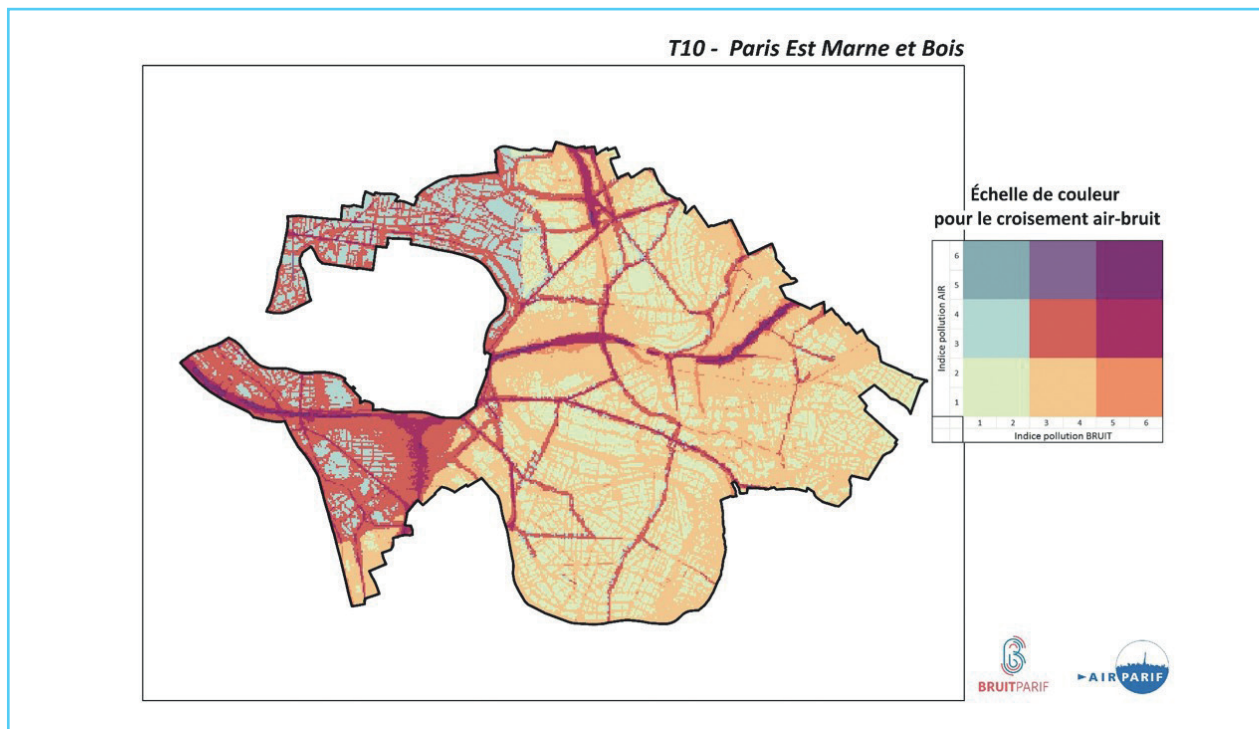 T10 - Paris Est Marne et Bois
Échelle de couleur
pour le croisement air-bruit
Indice pollution AIR
6
5
4
3
2
1
1 2 3 4 5 6
Indice pollution BRUIT
BRUITPARIF
AIRPARIF